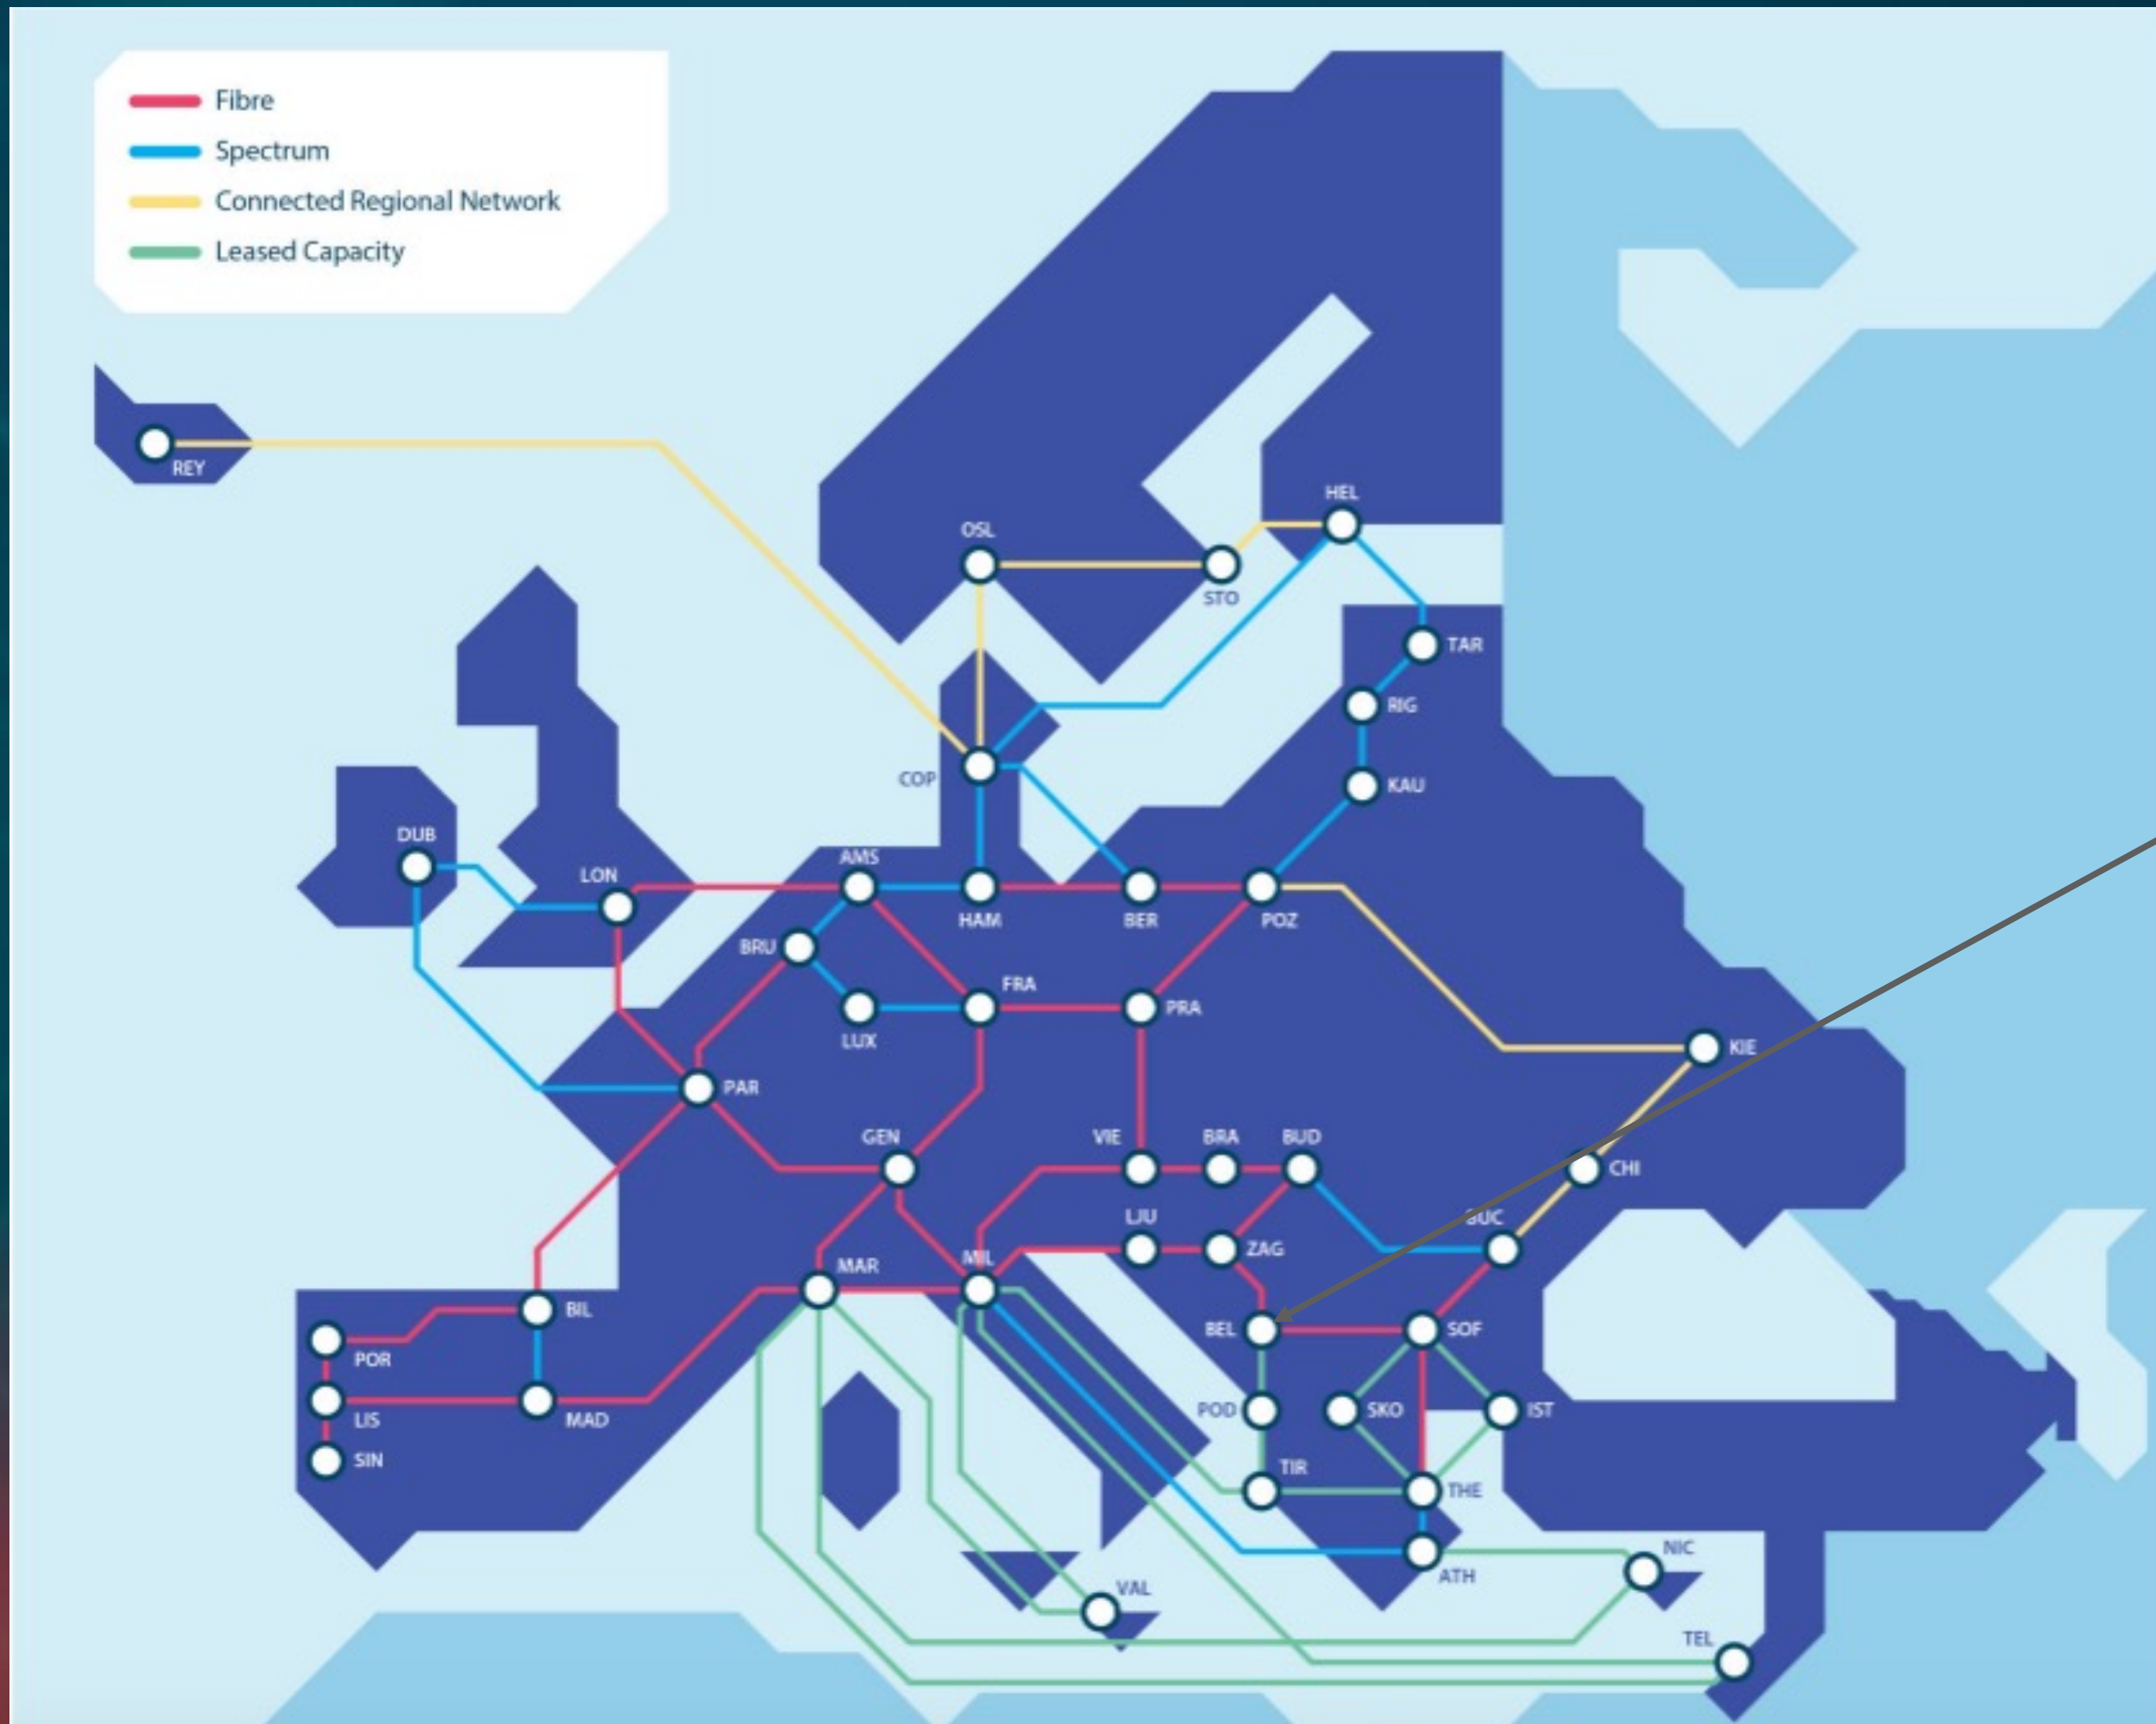 Fibre
Spectrum
Connected Regional Network
Leased Capacity
REY
HEL
OSL
STO
TAR
RIG
COP
KAU
DUB
AMS
LON
HAM
BER
POZ
BRU
FRA
PRA
LUX
KIE
PAR
GEN
VIE
BRA
BUD
CHI
LJU
BUC
ZAG
MAR
MIL
BIL
BEL
SOF
POR
POD
SKO
IST
LIS
MAD
SIN
TIR
THE
NIC
ATH
VAL
TEL